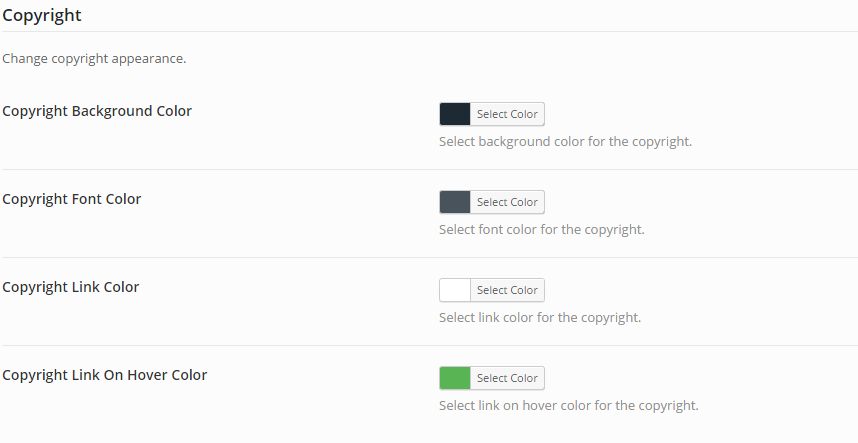 Copyright
Change copyright appearance.
Copyright Background Color
Select Color
Select background color for the copyright.
Copyright Font Color
Select Color
Select font color for the copyright.
Copyright Link Color
Select Color
Select link color for the copyright.
Copyright Link On Hover Color
Select Color
Select link on hover color for the copyright.